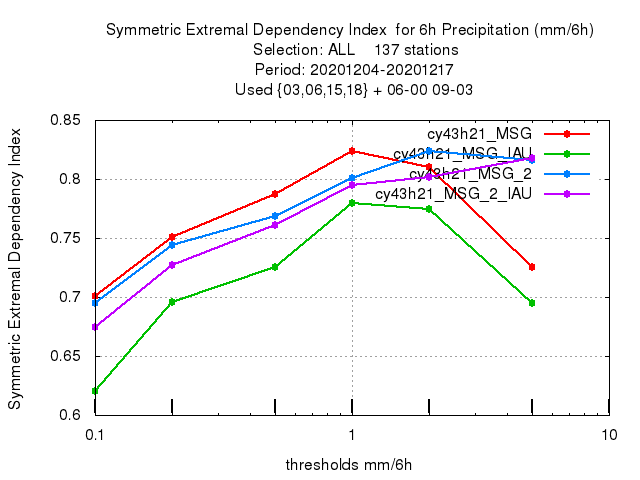 Symmetric Extremal Dependency Index  for 6h Precipitation (mm/6h)
Selection: ALL    137 stations
Period: 20201204-20201217
Used {03,06,15,18} + 06-00 09-03
0.85
0.8
0.75
0.7
0.65
0.6
Symmetric Extremal Dependency Index
cy43h21_MSG
cy43h21_MSG_IAU
cy43h21_MSG_2
cy43h21_MSG_2_IAU
0.1
1
10
thresholds mm/6h